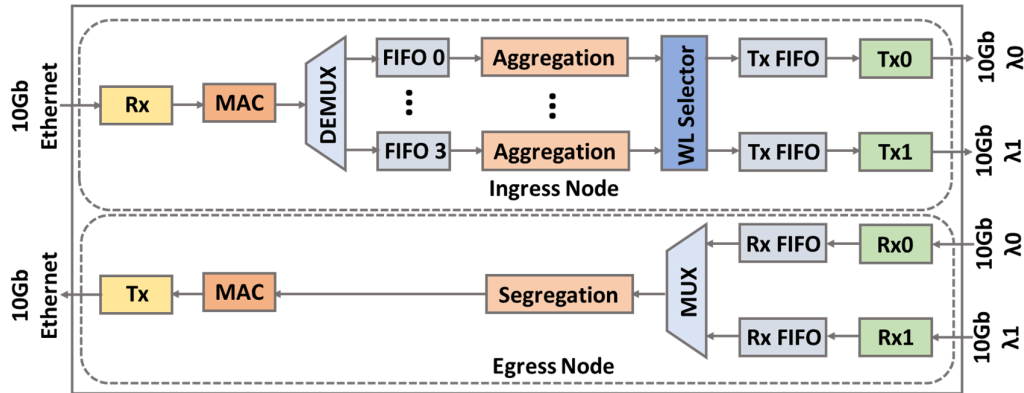 10Gb
Ethernet
Rx
MAC
DEMUX
FIFO 0
...
FIFO 3
Aggregation
...
Aggregation
WL Selector
Tx FIFO
Tx FIFO
Tx0
Tx1
10Gb
λ0
10Gb
λ1
Ingress Node
10Gb
Ethernet
Tx
MAC
Segregation
MUX
Rx FIFO
Rx FIFO
Rx0
Rx1
10Gb
λ0
10Gb
λ1
Egress Node